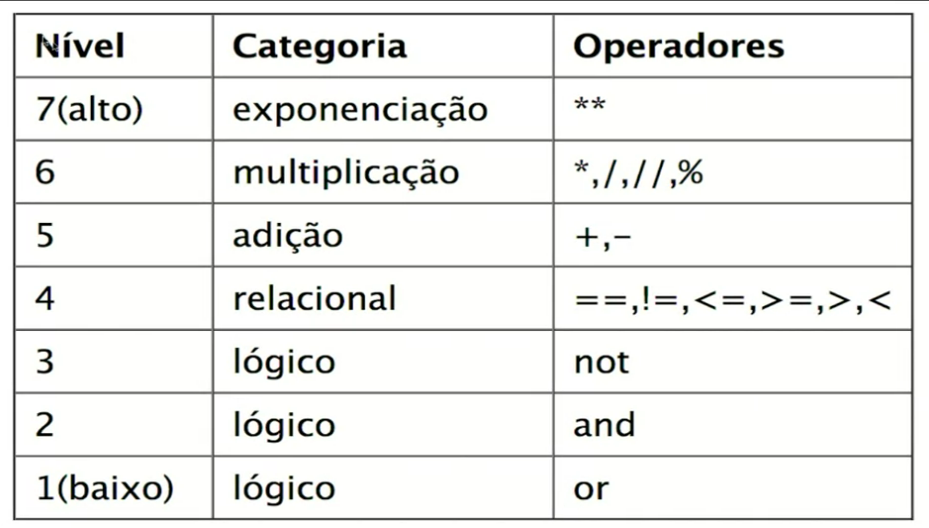 Nível Categoria Operadores
7(alto) exponenciação **
6 multiplicação *,/,//,%
5 adição +,-
4 relacional ==,!=,<=,>=,>,<
3 lógico not
2 lógico and
1(baixo) lógico or